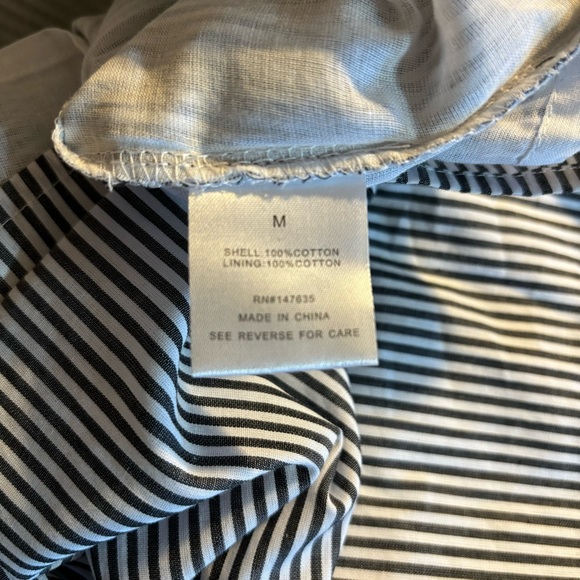 M
SHELL:100%COTTON
LINING:100%COTTON
RN#147635
MADE IN CHINA
SEE REVERSE FOR CARE